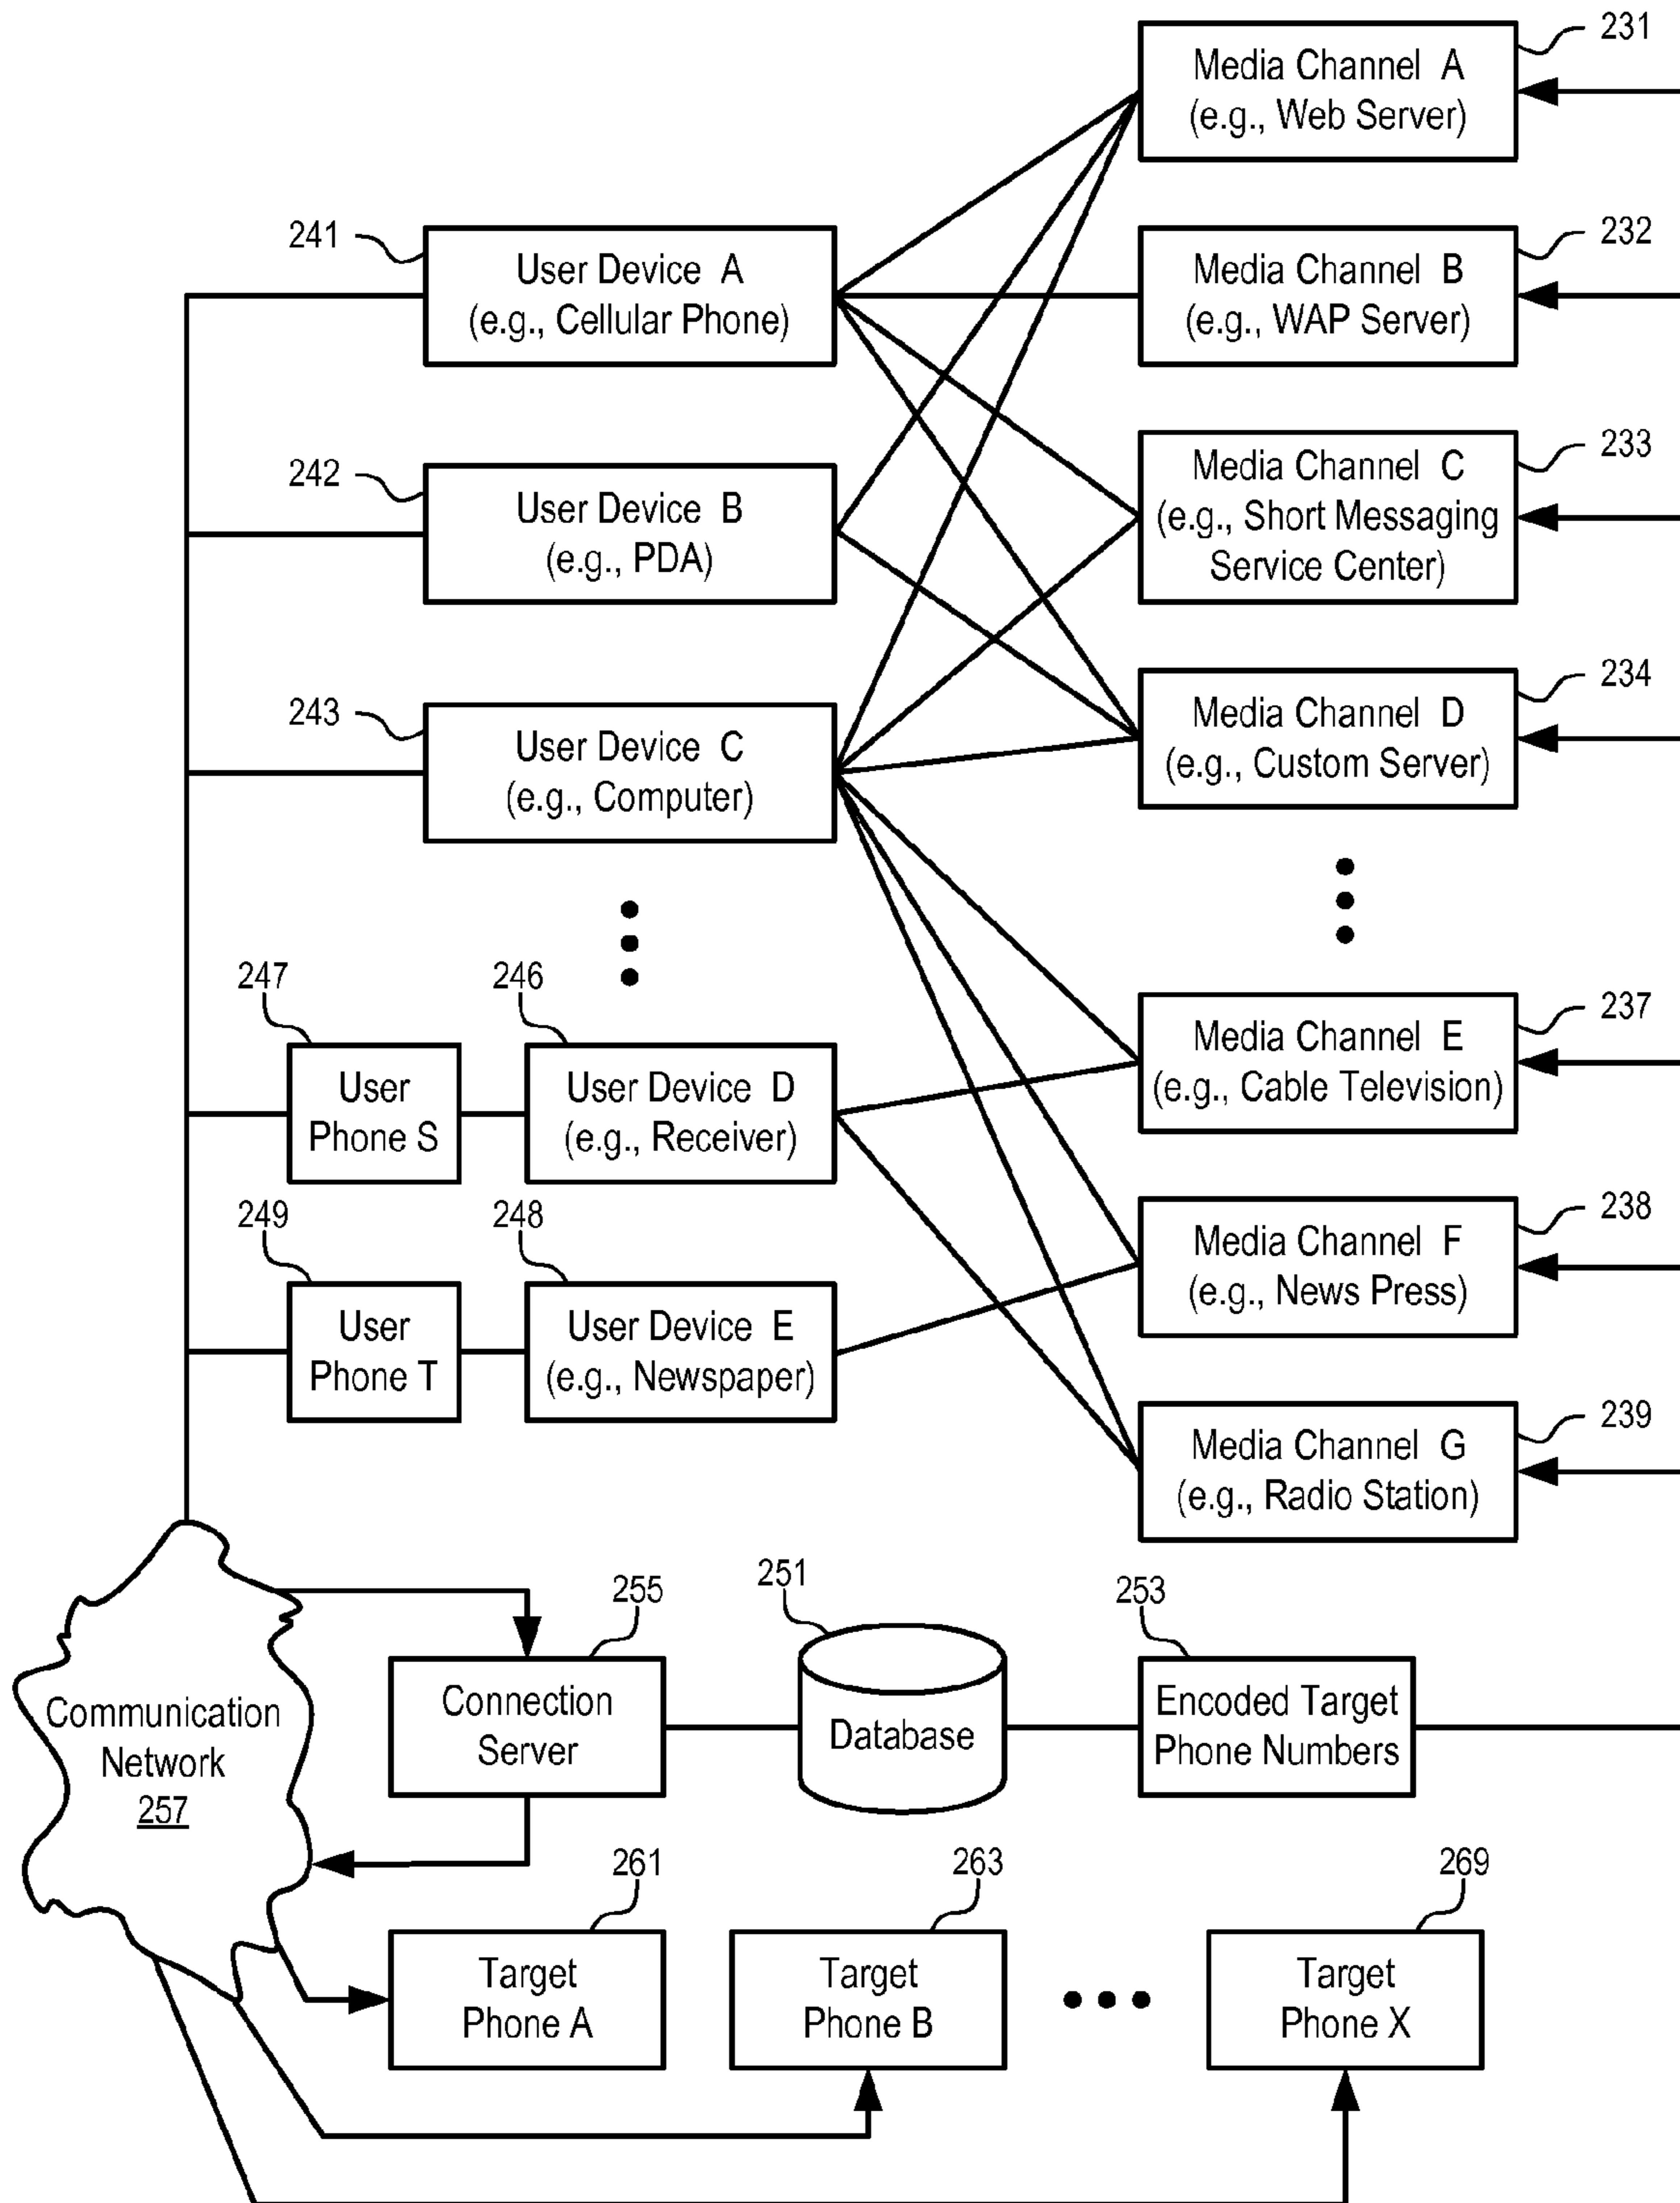 231
Media Channel A
(e.g., Web Server)
241
User Device A
(e.g., Cellular Phone)
232
Media Channel B
(e.g., WAP Server)
242
User Device B
(e.g., PDA)
233
Media Channel C
(e.g., Short Messaging
Service Center)
243
User Device C
(e.g., Computer)
234
Media Channel D
(e.g., Custom Server)
247
User
Phone S
246
User Device D
(e.g., Receiver)
237
Media Channel E
(e.g., Cable Television)
249
User
Phone T
248
User Device E
(e.g., Newspaper)
238
Media Channel F
(e.g., News Press)
239
Media Channel G
(e.g., Radio Station)
Communication
Network
257
255
Connection
Server
251
Database
253
Encoded Target
Phone Numbers
261
Target
Phone A
263
Target
Phone B
269
Target
Phone X